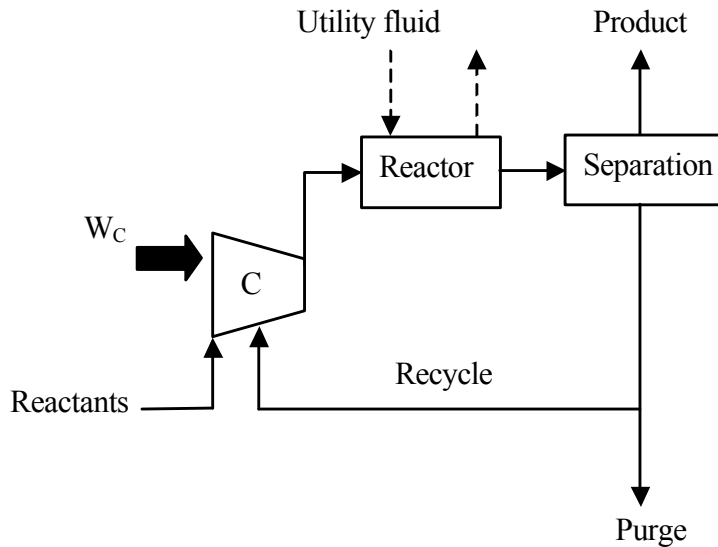 Utility fluid
Product
Reactor
Separation
W_C
C
Recycle
Reactants
Purge